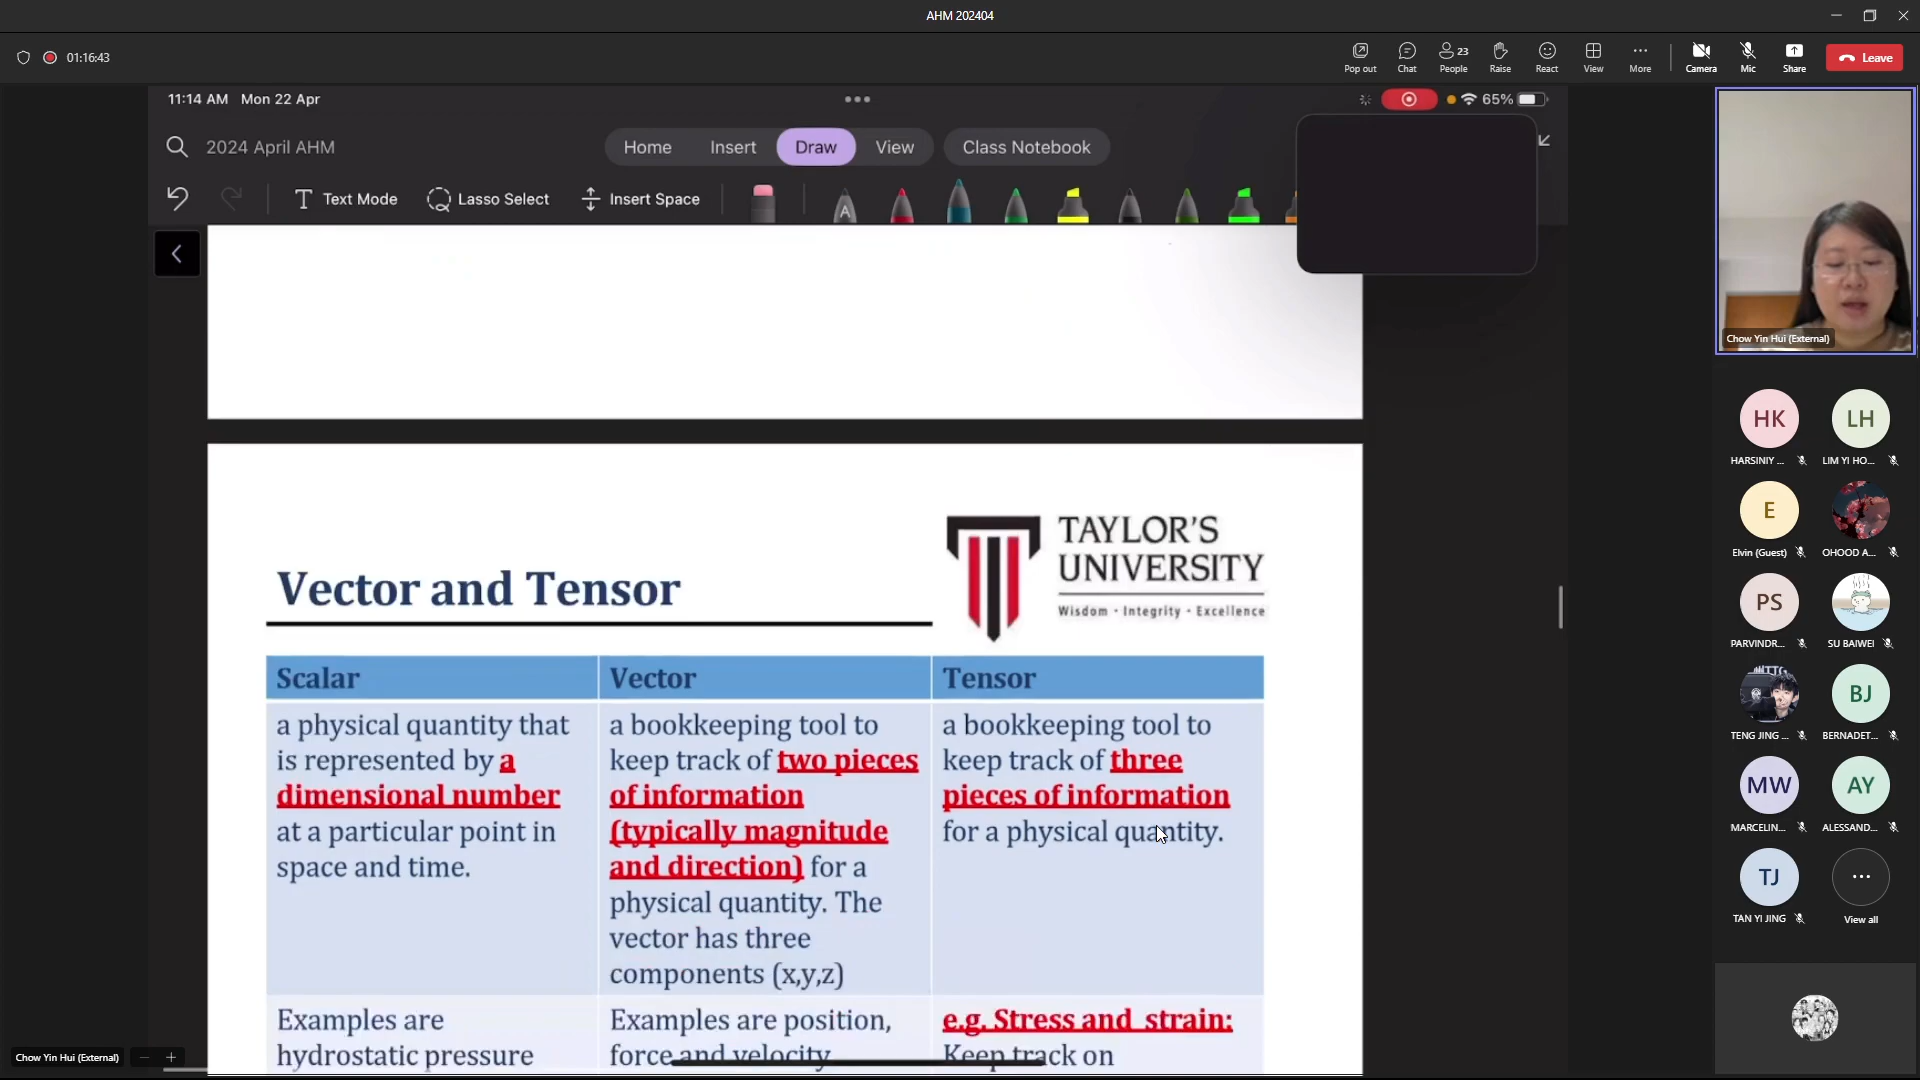 AHM 202404
01:16:43
Pop out
Chat
23
People
Raise
React
View
More
Camera
Mic
Share
Leave
11:14 AM Mon 22 Apr
65%
2024 April AHM
Home
Insert
Draw
View
Class Notebook
Text Mode
Lasso Select
Insert Space
A
Vector and Tensor
TAYLOR'S
UNIVERSITY
Wisdom · Integrity · Excellence
Scalar
a physical quantity that
is represented by a
dimensional number
at a particular point in
space and time.
Vector
a bookkeeping tool to
keep track of two pieces
of information
(typically magnitude
and direction) for a
physical quantity. The
vector has three
components (x,y,z)
Tensor
a bookkeeping tool to
keep track of three
pieces of information
for a physical quantity.
Examples are
hydrostatic pressure
Examples are position,
force and velocity
e.g. Stress and strain:
Keep track on
Chow Yin Hui (External)
Chow Yin Hui (External)
HK
HARSINIY ...
LH
LIM YI HO...
E
Elvin (Guest)
OHOOD A...
PS
PARVINDR...
SU BAIWEI
TENG JING ...
BJ
BERNADET...
MW
MARCELIN...
AY
ALESSAND...
TJ
TAN YI JING
View all